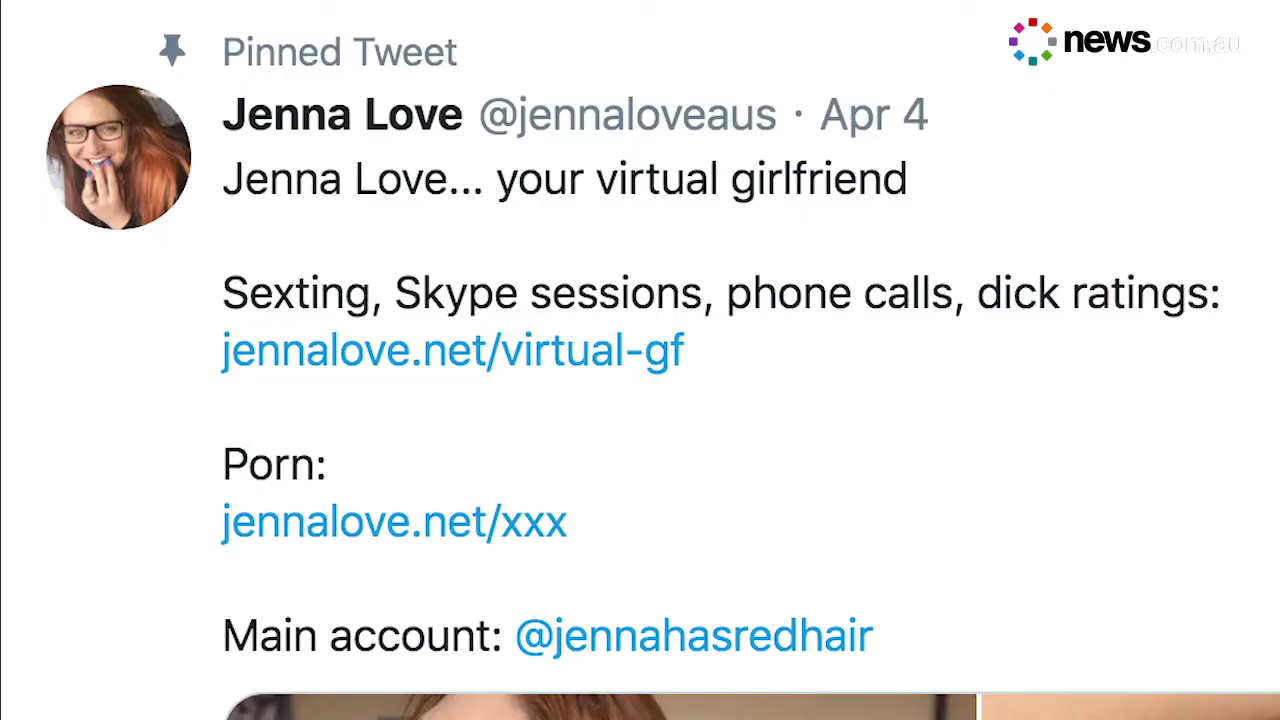 news.com.au
Pinned Tweet
Jenna Love @jennaloveaus · Apr 4
Jenna Love... your virtual girlfriend
Sexting, Skype sessions, phone calls, dick ratings:
jennalove.net/virtual-gf
Porn:
jennalove.net/xxx
Main account: @jennahasredhair